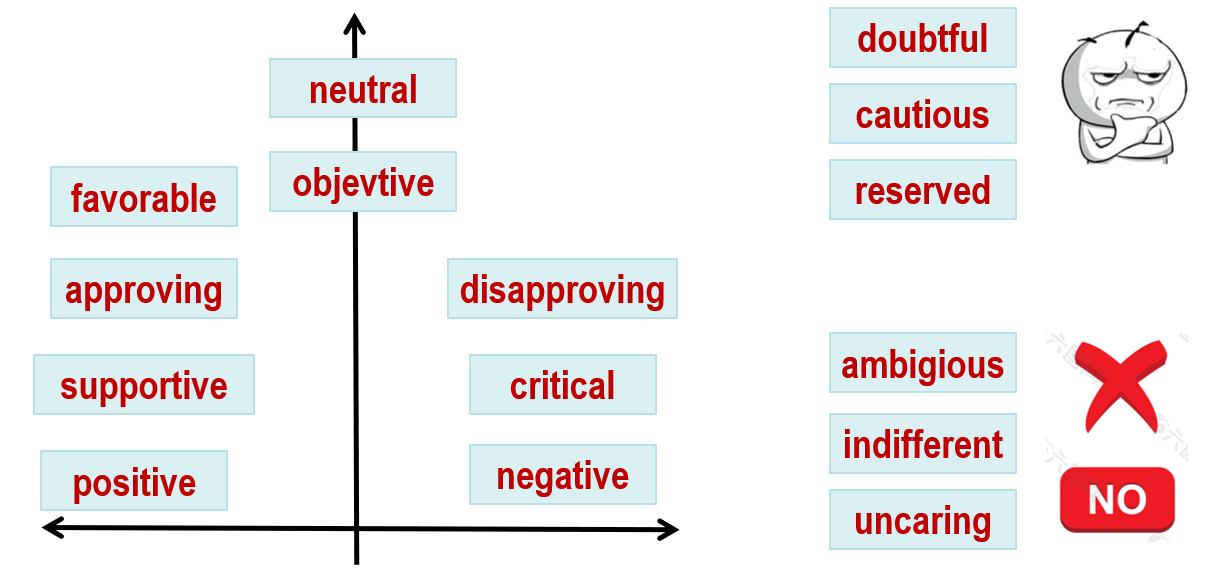 neutral
objevtive
favorable
approving
supportive
positive
disapproving
critical
negative
doubtful
cautious
reserved
ambigious
indifferent
uncaring
NO